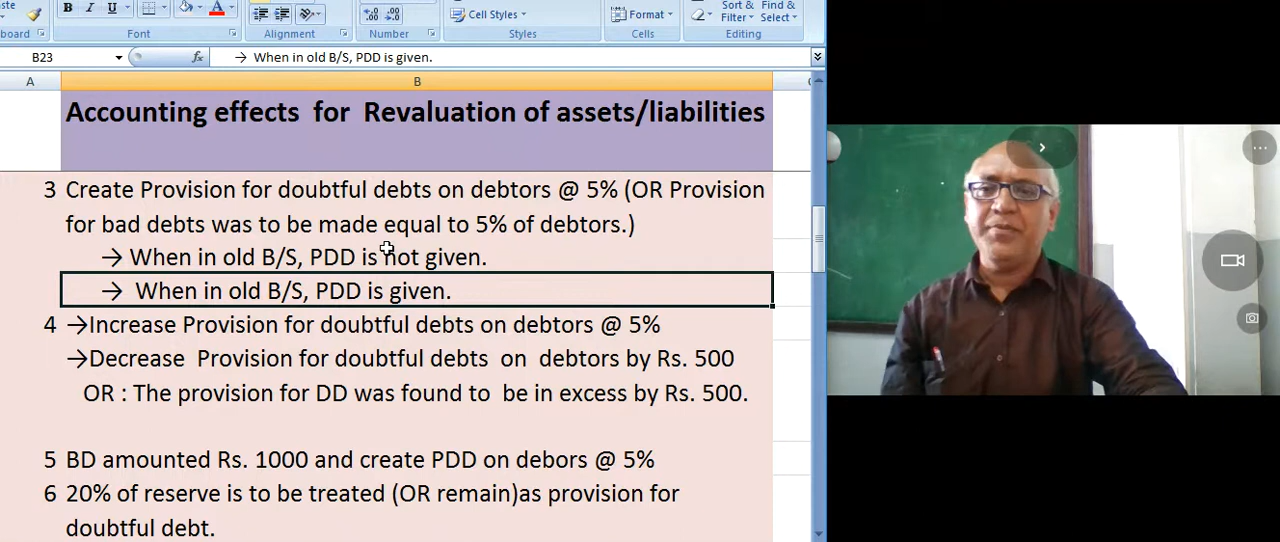 Paste
B I U
A
Cell Styles
Format
Sort &
Filter
Find &
Select
board
Font
Alignment
Number
Styles
Cells
Editing
B23
fx
→ When in old B/S, PDD is given.
A
B
Accounting effects for Revaluation of assets/liabilities
3 Create Provision for doubtful debts on debtors @ 5% (OR Provision
for bad debts was to be made equal to 5% of debtors.)
→ When in old B/S, PDD is not given.
→ When in old B/S, PDD is given.
4 →Increase Provision for doubtful debts on debtors @ 5%
→Decrease Provision for doubtful debts on debtors by Rs. 500
OR : The provision for DD was found to be in excess by Rs. 500.
5 BD amounted Rs. 1000 and create PDD on debors @ 5%
6 20% of reserve is to be treated (OR remain)as provision for
doubtful debt.